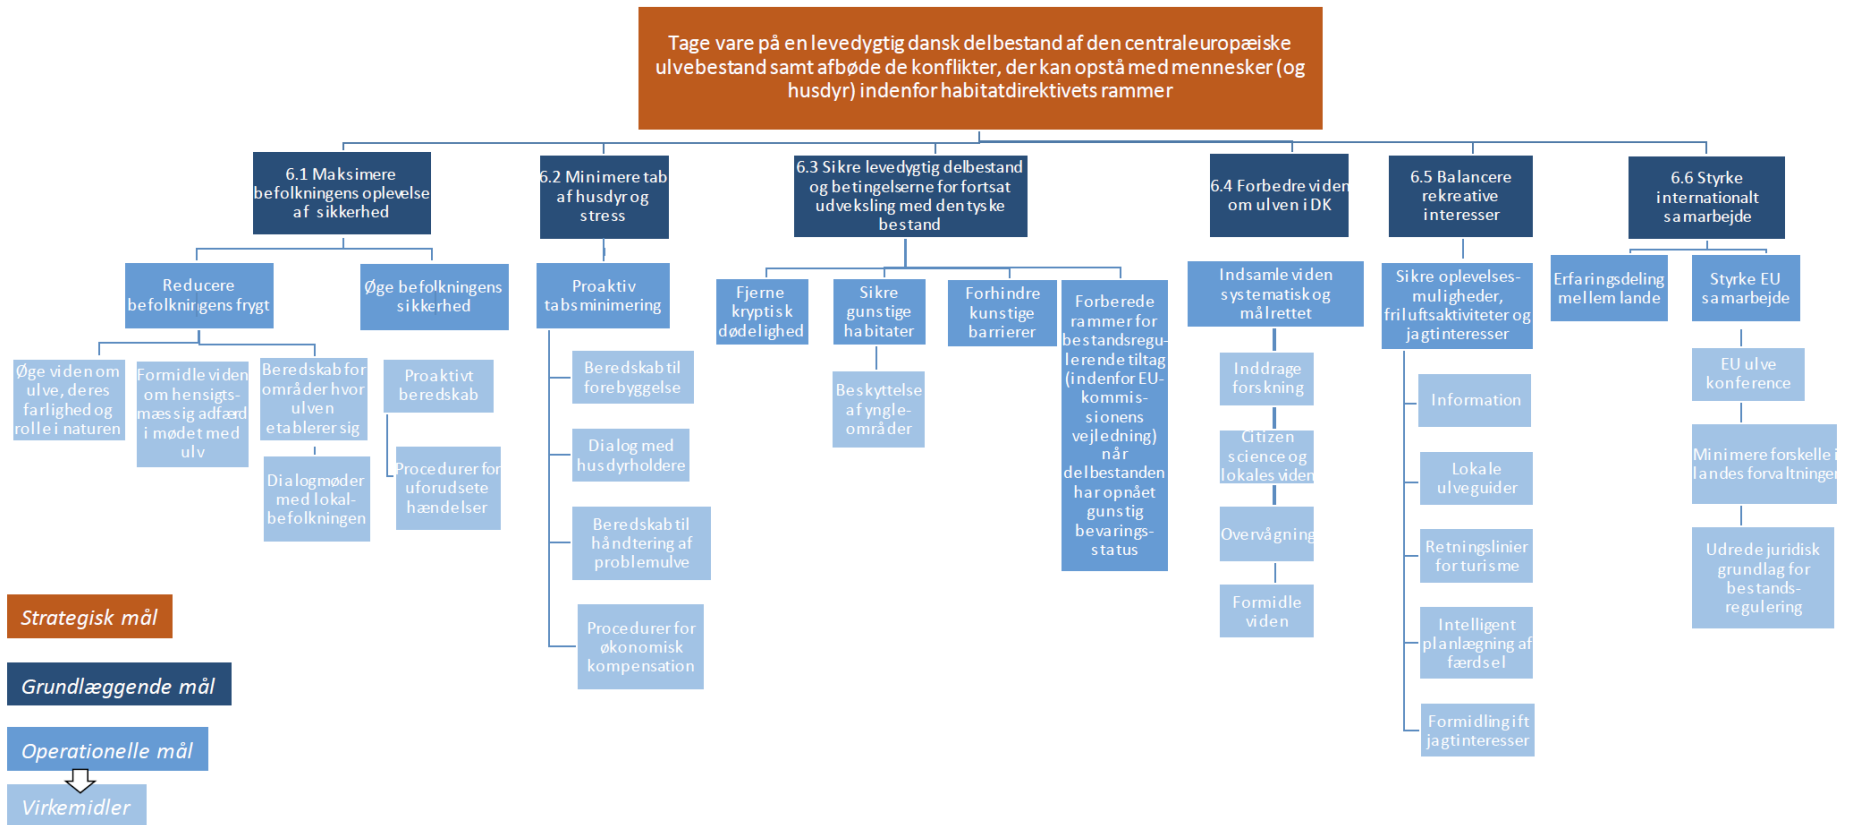 Tage vare på en levedygtig dansk delbestand af den centraleuropæiske
ulvebestand samt afbøde de konflikter, der kan opstå med mennesker (og
husdyr) indenfor habitatdirektivets rammer
6.1 Maksimere
befolkningens oplevelse
af sikkerhed
6.2 Minimere tab
af husdyr og
stress
6.3 Sikre levedygtig delbestand
og betingelserne for fortsat
udveksling med den tyske
bestand
6.4 Forbedre viden
om ulven i DK
6.5 Balancere
rekreative
interesser
6.6 Styrke
internationalt
samarbejde
Reducere
befolkningens frygt
Øge befolkningens
sikkerhed
Proaktiv
tabsminimering
Fjerne
kryptisk
dødelighed
Sikre
gunstige
habitater
Forhindre
kunstige
barrierer
Forberede
rammer for
bestandsregu-
lerende tiltag
(indenfor EU-
kommis-
sionens
vejledning)
når
delbestanden
har opnået
gunstig
bevarings-
status
Indsamle viden
systematisk og
målrettet
Sikre oplevelses-
muligheder,
friluftsaktiviteter og
jagtinteresser
Erfaringsdeling
mellem lande
Styrke EU
samarbejde
Øge viden om
ulve, deres
farlighed og
rolle i naturen
Formidle viden
om hensigts-
mæssig adfærd
i mødet med
ulv
Beredskab for
områder hvor
ulven
etablerer sig
Dialogmøder
med lokal-
befolkningen
Proaktivt
beredskab
Procedurer for
uforudsete
hændelser
Beredskab til
forebyggelse
Dialog med
husdyrholdere
Beredskab til
håndtering af
problemulve
Procedurer for
økonomisk
kompensation
Beskyttelse
af yngle-
områder
Inddrage
forskning
Citizen
science og
lokales viden
Overvågning
Formidle
viden
Information
Lokale
ulveguider
Retningslinier
for turisme
Intelligent
planlægning af
færdsel
Formidling ift
jagtinteresser
EU ulve
konference
Minimere forskelle i
landes forvaltninger
Udrede juridisk
grundlag for
bestands-
regulering
Strategisk mål
Grundlæggende mål
Operationelle mål
Virkemidler